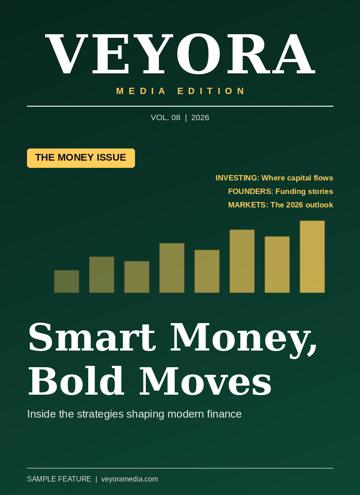 VEYORA
MEDIA EDITION
VOL. 08 | 2026
THE MONEY ISSUE
INVESTING: Where capital flows
FOUNDERS: Funding stories
MARKETS: The 2026 outlook
Smart Money,
Bold Moves
Inside the strategies shaping modern finance
SAMPLE FEATURE | veyoramedia.com